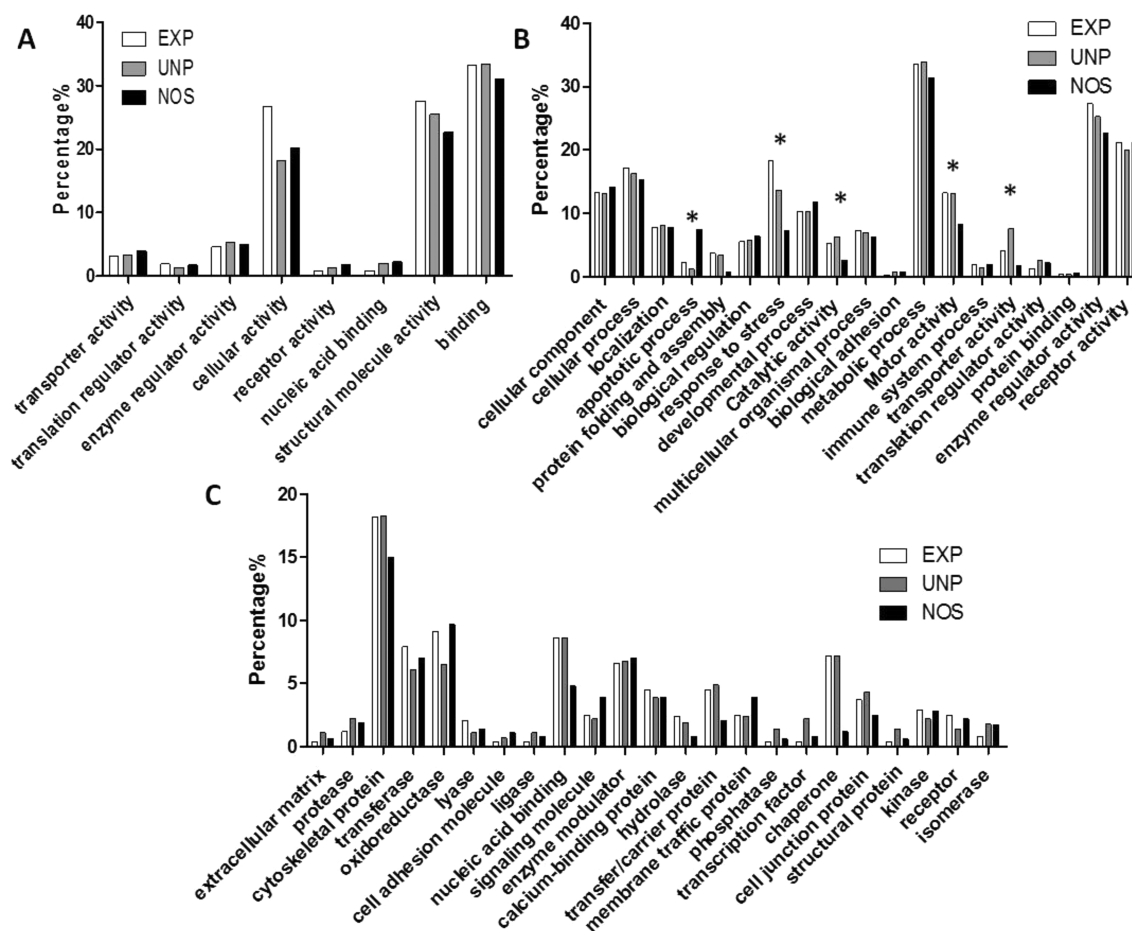 A
Percentage%
40
30
20
10
0
EXP
UNP
NOS
transporter activity
translation regulator activity
enzyme regulator activity
cellular activity
receptor activity
nucleic acid binding
structural molecule activity
binding
B
Percentage%
40
30
20
10
0
EXP
UNP
NOS
*
*
*
*
*
cellular component
cellular process
localization
apoptotic process
protein folding and assembly
biological regulation
response to stress
developmental process
Catalytic activity
multicellular organismal process
biological adhesion
metabolic process
Motor activity
immune system process
transporter activity
translation regulator activity
protein binding
enzyme regulator activity
receptor activity
C
Percentage%
20
15
10
5
0
EXP
UNP
NOS
extracellular matrix
protease
cytoskeletal protein
transferase
oxidoreductase
lyase
cell adhesion molecule
ligase
nucleic acid binding
signaling molecule
enzyme modulator
calcium-binding protein
hydrolase
transfer/carrier protein
membrane traffic protein
phosphatase
transcription factor
chaperone
cell junction protein
structural protein
kinase
receptor
isomerase